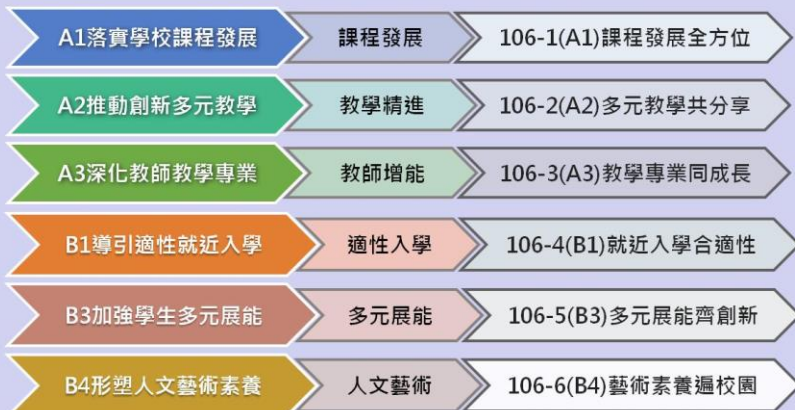 A1落實學校課程發展 課程發展 106-1(A1)課程發展全方位
A2推動創新多元教學 教學精進 106-2(A2)多元教學共分享
A3深化教師教學專業 教師增能 106-3(A3)教學專業同成長
B1導引適性就近入學 適性入學 106-4(B1)就近入學合適性
B3加強學生多元展能 多元展能 106-5(B3)多元展能齊創新
B4形塑人文藝術素養 人文藝術 106-6(B4)藝術素養遍校園